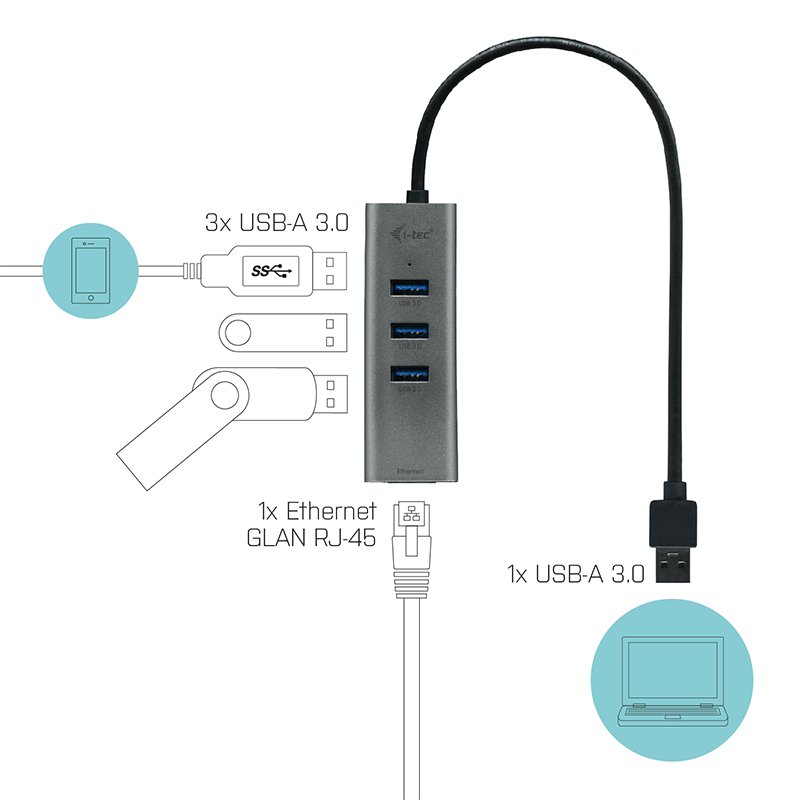 3x USB-A 3.0
SS
i-tec®
USB 3.0
USB 3.0
USB 3.0
Ethernet
1x Ethernet
GLAN RJ-45
1x USB-A 3.0